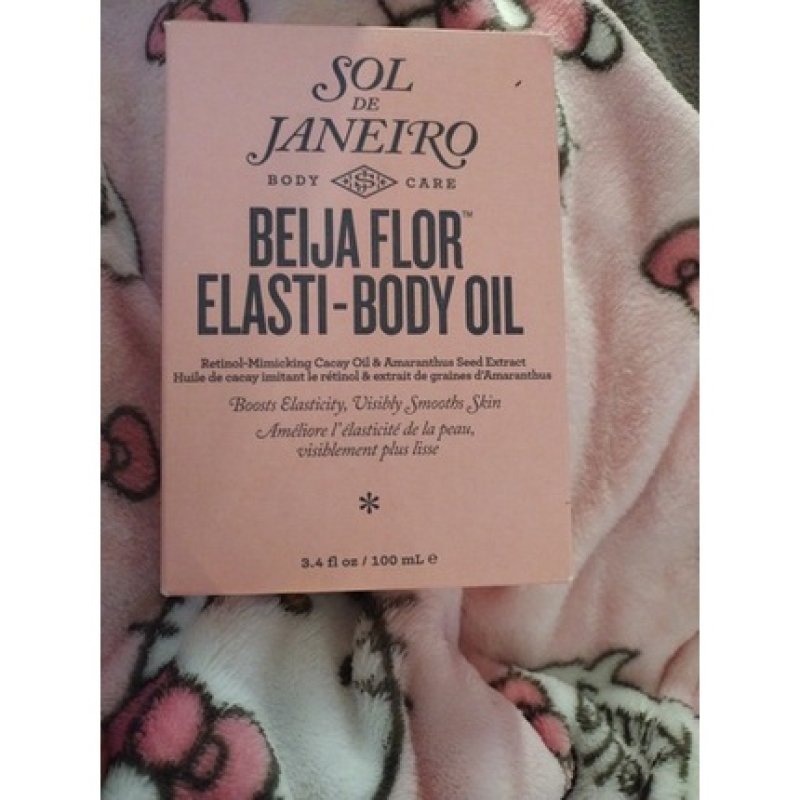 SOL
DE
JANEIRO
BODY CARE
BEIJA FLOR™
ELASTI-BODY OIL
Retinol-Mimicking Cacay Oil & Amaranthus Seed Extract
Huile de cacay imitant le rétinol & extrait de graines d'Amaranthus
Boosts Elasticity, Visibly Smooths Skin
Améliore l'élasticité de la peau,
visiblement plus lisse
*
3.4 fl oz / 100 mL ℮